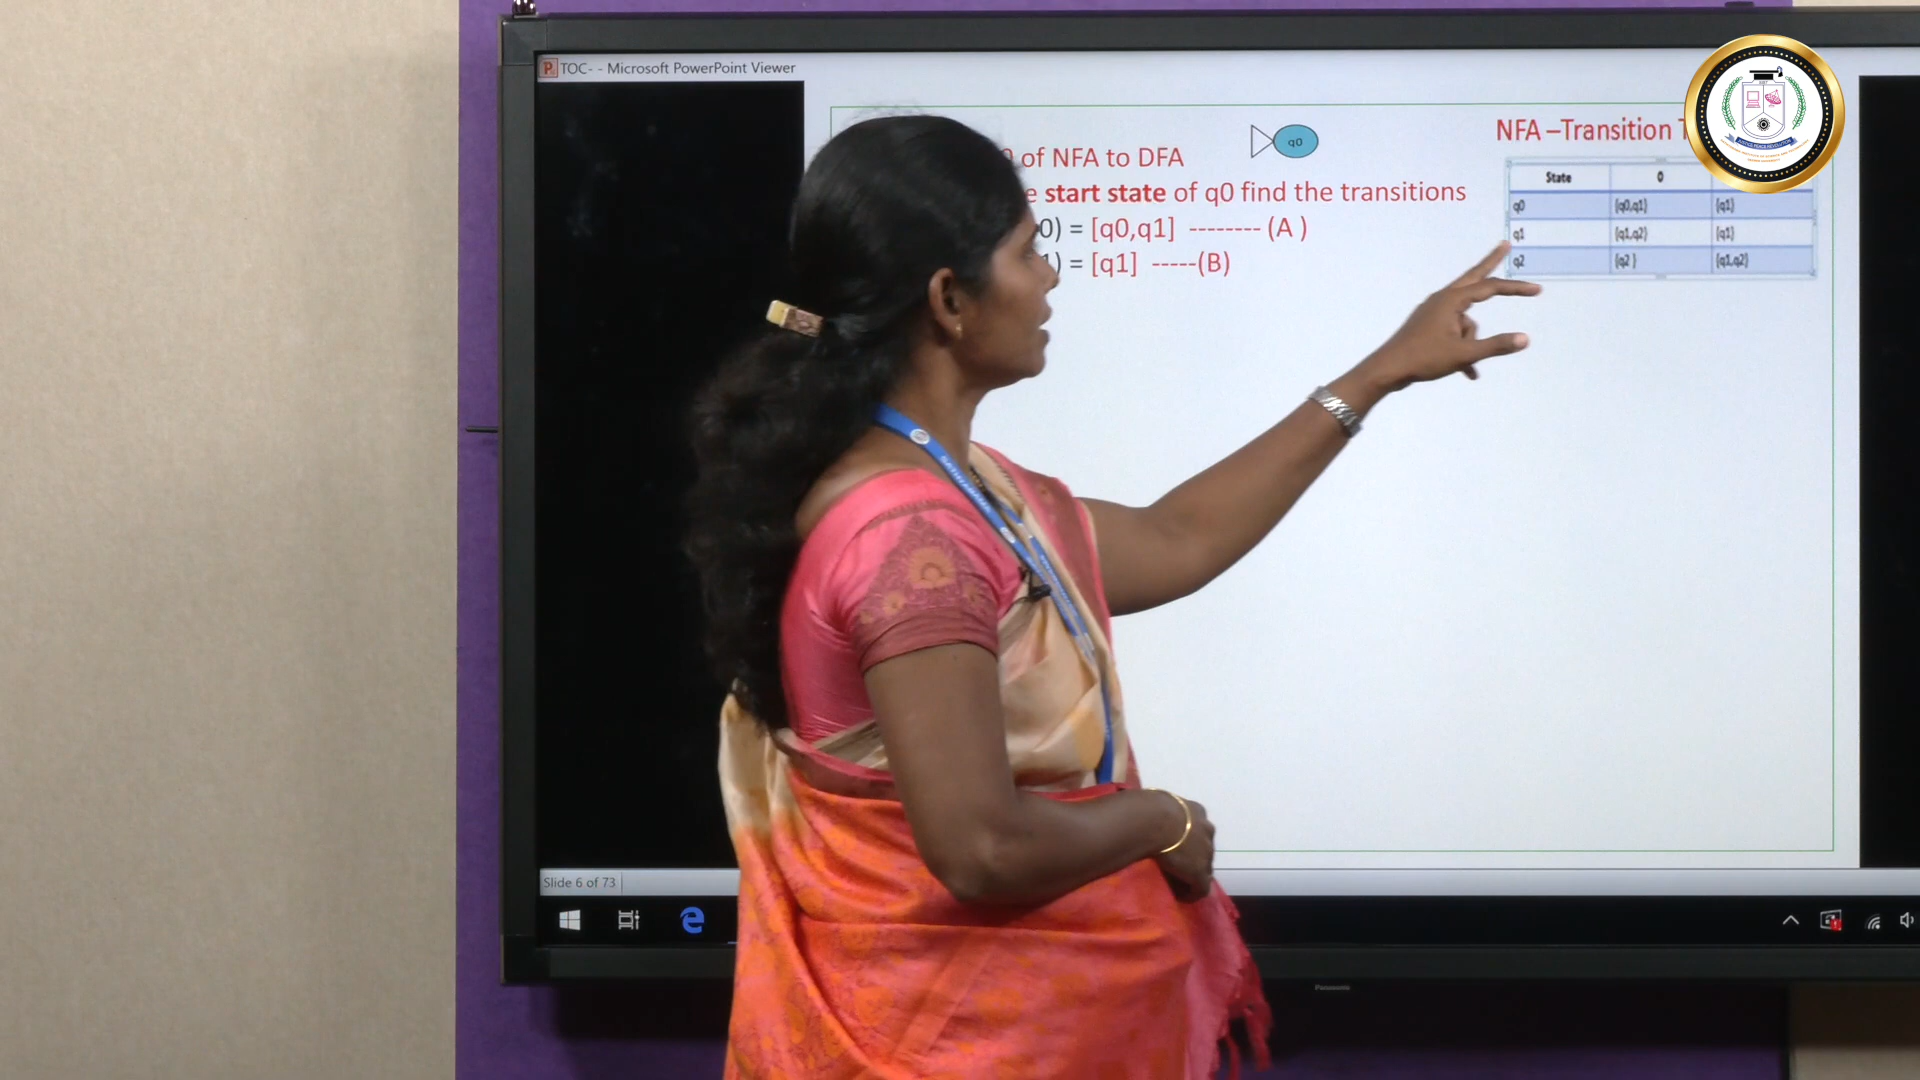 TOC- - Microsoft PowerPoint Viewer
of NFA to DFA
q0
start state of q0 find the transitions
0) = [q0,q1] -------- (A )
1) = [q1] -----(B)
NFA –Transition
State 0
q0 {q0,q1} {q1}
q1 {q1,q2} {q1}
q2 {q2 } {q1,q2}
Slide 6 of 73
Panasonic